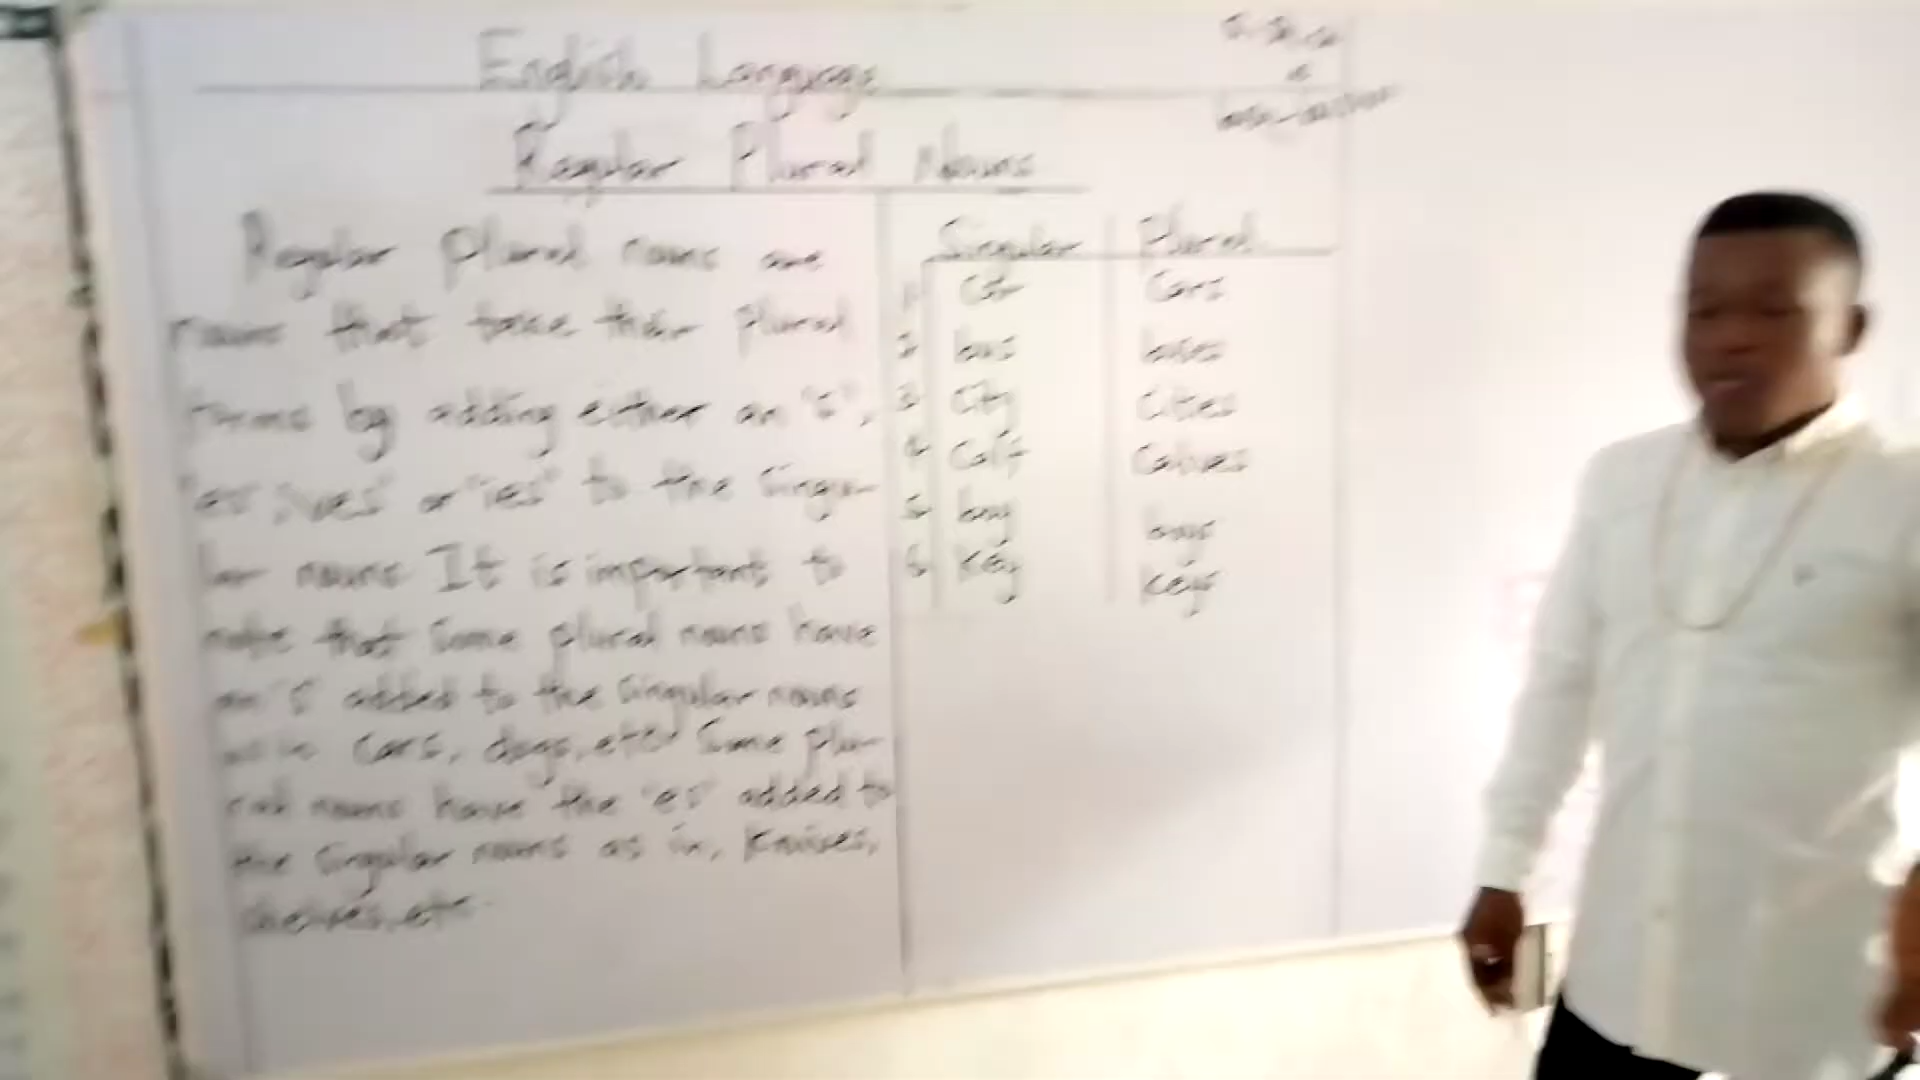 English Language
Regular Plural Nouns
Regular plural nouns are
nouns that take their plural
forms by adding either an "s",
"es", "ves" or "ies" to the singu-
lar nouns. It is important to
note that some plural nouns have
an 's' added to the singular nouns
as in cars, dogs, etc. Some plu-
ral nouns have the "es" added to
the singular nouns as in, Knives,
shelves, etc.
Singular Plural
1 Car Cars
2 bus buses
3 City Cities
4 Calf Calves
5 boy boys
6 Key Keys